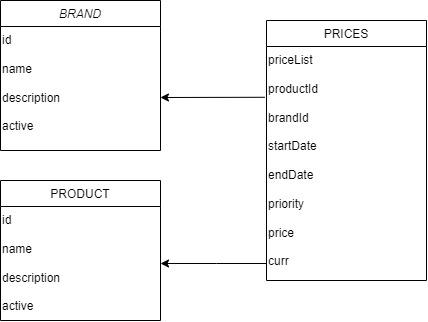 BRAND
id
name
description
active
PRICES
priceList
productId
brandId
startDate
endDate
priority
price
curr
PRODUCT
id
name
description
active